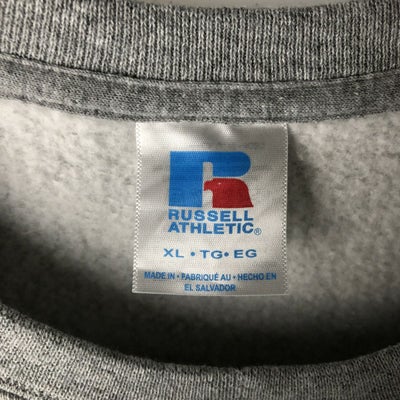 RUSSELL
ATHLETIC®
XL • TG • EG
MADE IN • FABRIQUÉ AU • HECHO EN
EL SALVADOR